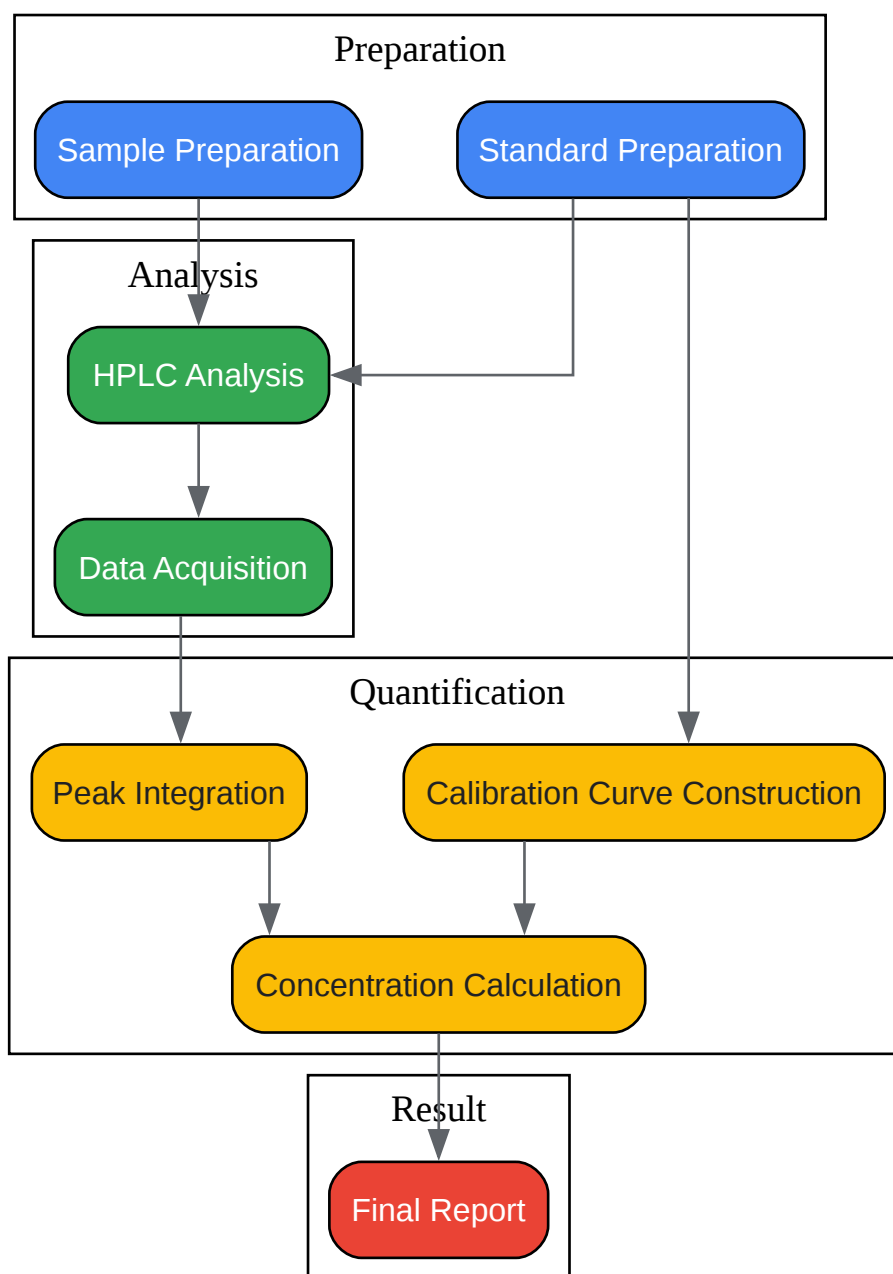 Preparation
Sample Preparation
Standard Preparation
Analysis
HPLC Analysis
Data Acquisition
Quantification
Peak Integration
Calibration Curve Construction
Concentration Calculation
Result
Final Report